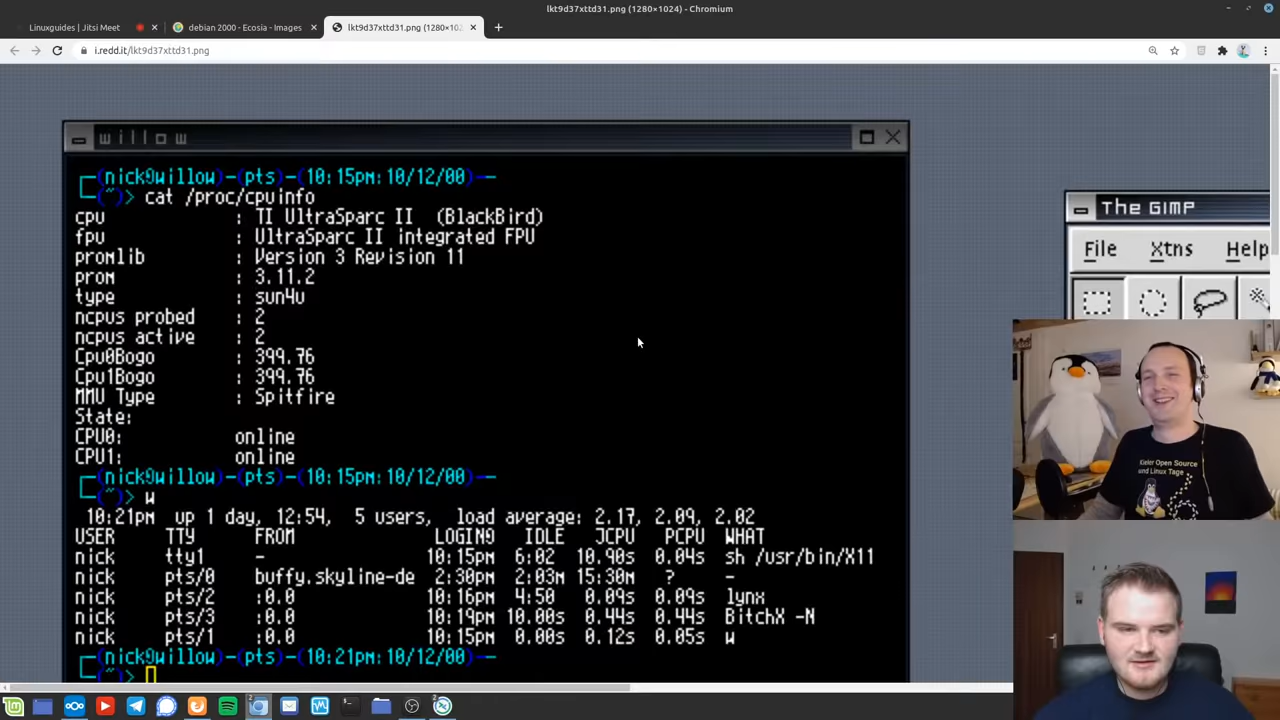 lkt9d37xttd31.png (1280×1024) - Chromium
Linuxguides | Jitsi Meet
debian 2000 - Ecosia - Images
lkt9d37xttd31.png (1280×102
i.redd.it/lkt9d37xttd31.png
willow
(nick@willow)-(pts)-(10:15pm:10/12/00)-
(~)> cat /proc/cpuinfo
cpu : TI UltraSparc II (BlackBird)
fpu : UltraSparc II integrated FPU
promlib : Version 3 Revision 11
prom : 3.11.2
type : sun4u
ncpus probed : 2
ncpus active : 2
Cpu0Bogo : 399.76
Cpu1Bogo : 399.76
MMU Type : Spitfire
State:
CPU0: online
CPU1: online
(nick@willow)-(pts)-(10:15pm:10/12/00)-
(~)> w
10:21pm up 1 day, 12:54, 5 users, load average: 2.17, 2.09, 2.02
USER TTY FROM LOGIN@ IDLE JCPU PCPU WHAT
nick tty1 - 10:15pm 6:02 10.90s 0.04s sh /usr/bin/X11
nick pts/0 buffy.skyline-de 2:30pm 2:03m 15:30m ? -
nick pts/2 :0.0 10:16pm 4:50 0.09s 0.09s lynx
nick pts/3 :0.0 10:19pm 10.00s 0.44s 0.44s BitchX -N
nick pts/1 :0.0 10:15pm 0.00s 0.12s 0.05s w
(nick@willow)-(pts)-(10:21pm:10/12/00)-
(~)>
The GIMP
File Xtns Help
Kieler Open Source
und Linux Tage